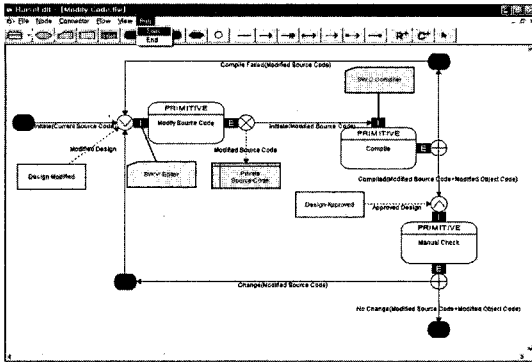 [Modify Code.flw]
File Node Connector Flow View
End
R+ C+
Compile Failed(Modified Source Code)
PRIMITIVE
I Modify Source Code E
Initiate(Current Source Code)
Initiate(Modified Source Code)
PRIMITIVE
Compile
E
Modified Design
Modified Source Code
Design Modified
Private
Source Code
Compiled(Modified Source Code+Modified Object Code)
Design Approved
Approved Design
I
PRIMITIVE
Manual Check
E
Change(Modified Source Code)
No Change(Modified Source Code+Modified Object Code)